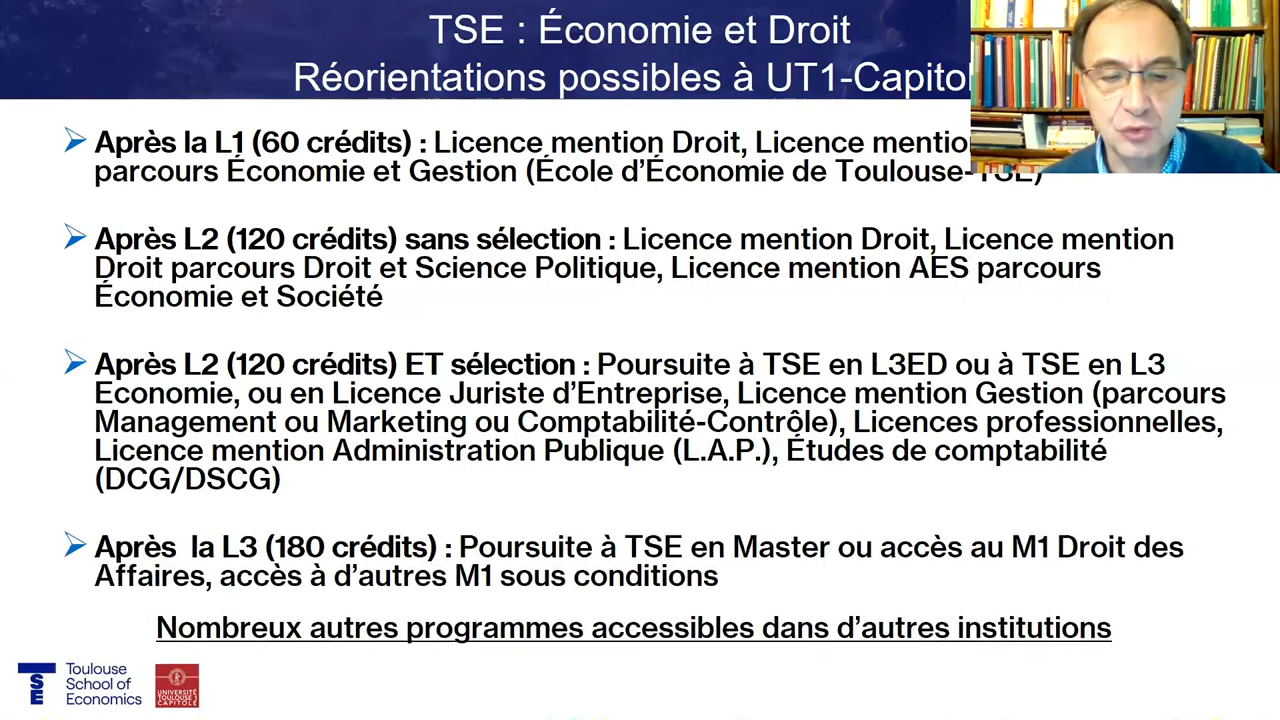 TSE : Économie et Droit
Réorientations possibles à UT1-Capitol
Après la L1 (60 crédits) : Licence mention Droit, Licence mentio
parcours Économie et Gestion (École d’Économie de Toulouse-TSE)
Après L2 (120 crédits) sans sélection : Licence mention Droit, Licence mention
Droit parcours Droit et Science Politique, Licence mention AES parcours
Économie et Société
Après L2 (120 crédits) ET sélection : Poursuite à TSE en L3ED ou à TSE en L3
Economie, ou en Licence Juriste d’Entreprise, Licence mention Gestion (parcours
Management ou Marketing ou Comptabilité-Contrôle), Licences professionnelles,
Licence mention Administration Publique (L.A.P.), Études de comptabilité
(DCG/DSCG)
Après la L3 (180 crédits) : Poursuite à TSE en Master ou accès au M1 Droit des
Affaires, accès à d’autres M1 sous conditions
Nombreux autres programmes accessibles dans d’autres institutions
TSE
Toulouse
School of
Economics
UNIVERSITÉ
TOULOUSE 1
CAPITOLE